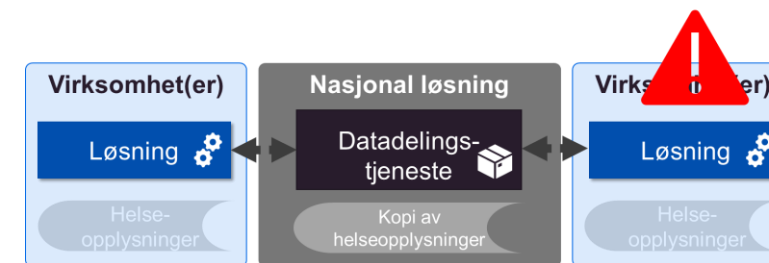 Virksomhet(er)
Nasjonal løsning
Løsning
Datadelings-
tjeneste
Løsning
Helse-
opplysninger
Kopi av
helseopplysninger
Helse-
opplysninger